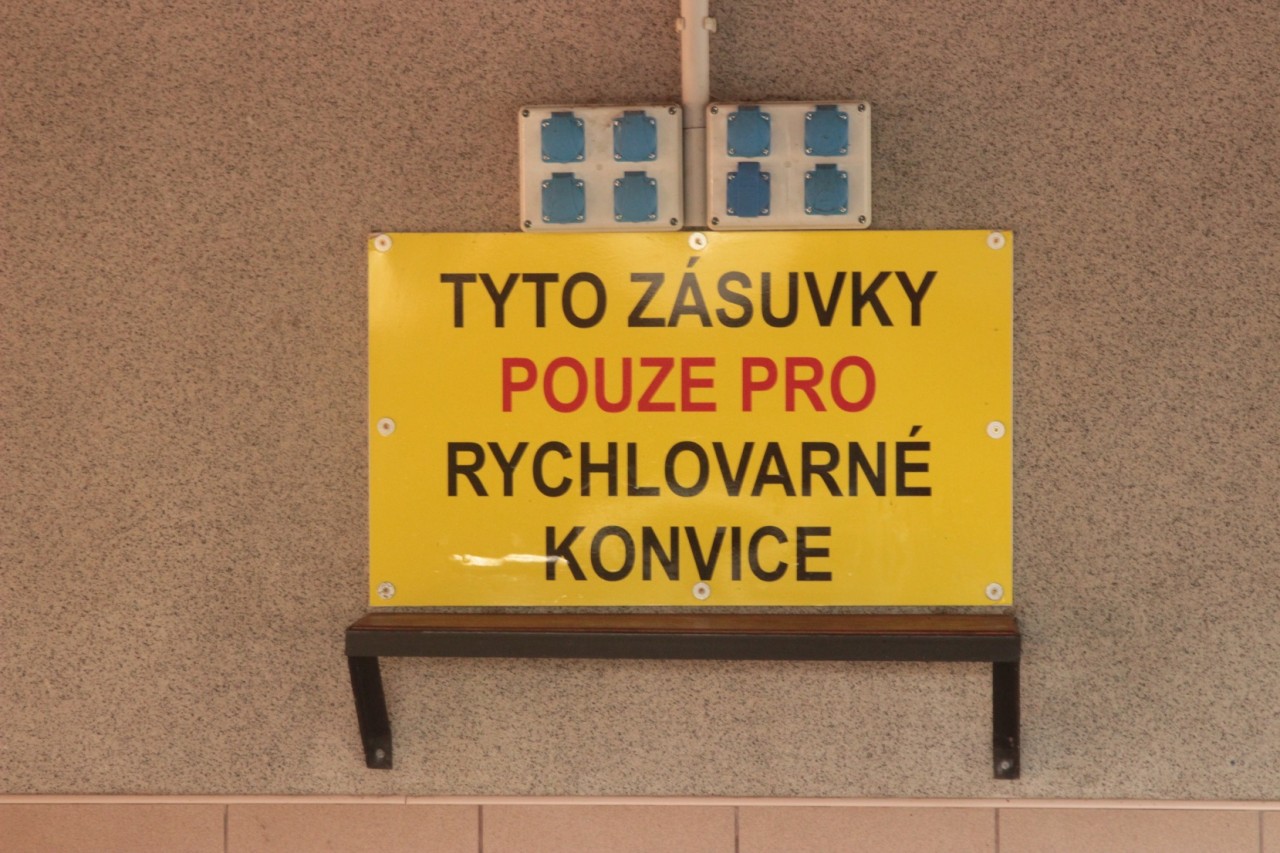 TYTO ZÁSUVKY
POUZE PRO
RYCHLOVARNÉ
KONVICE